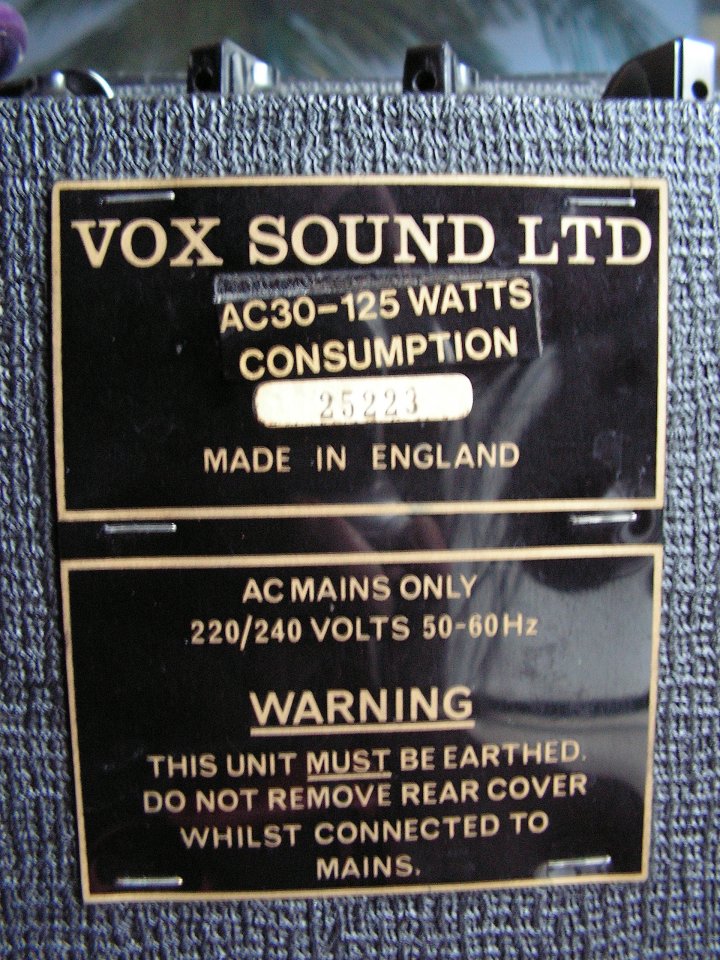 VOX SOUND LTD
AC30-125 WATTS
CONSUMPTION
25223
MADE IN ENGLAND
AC MAINS ONLY
220/240 VOLTS 50-60Hz
WARNING
THIS UNIT MUST BE EARTHED.
DO NOT REMOVE REAR COVER
WHILST CONNECTED TO
MAINS.